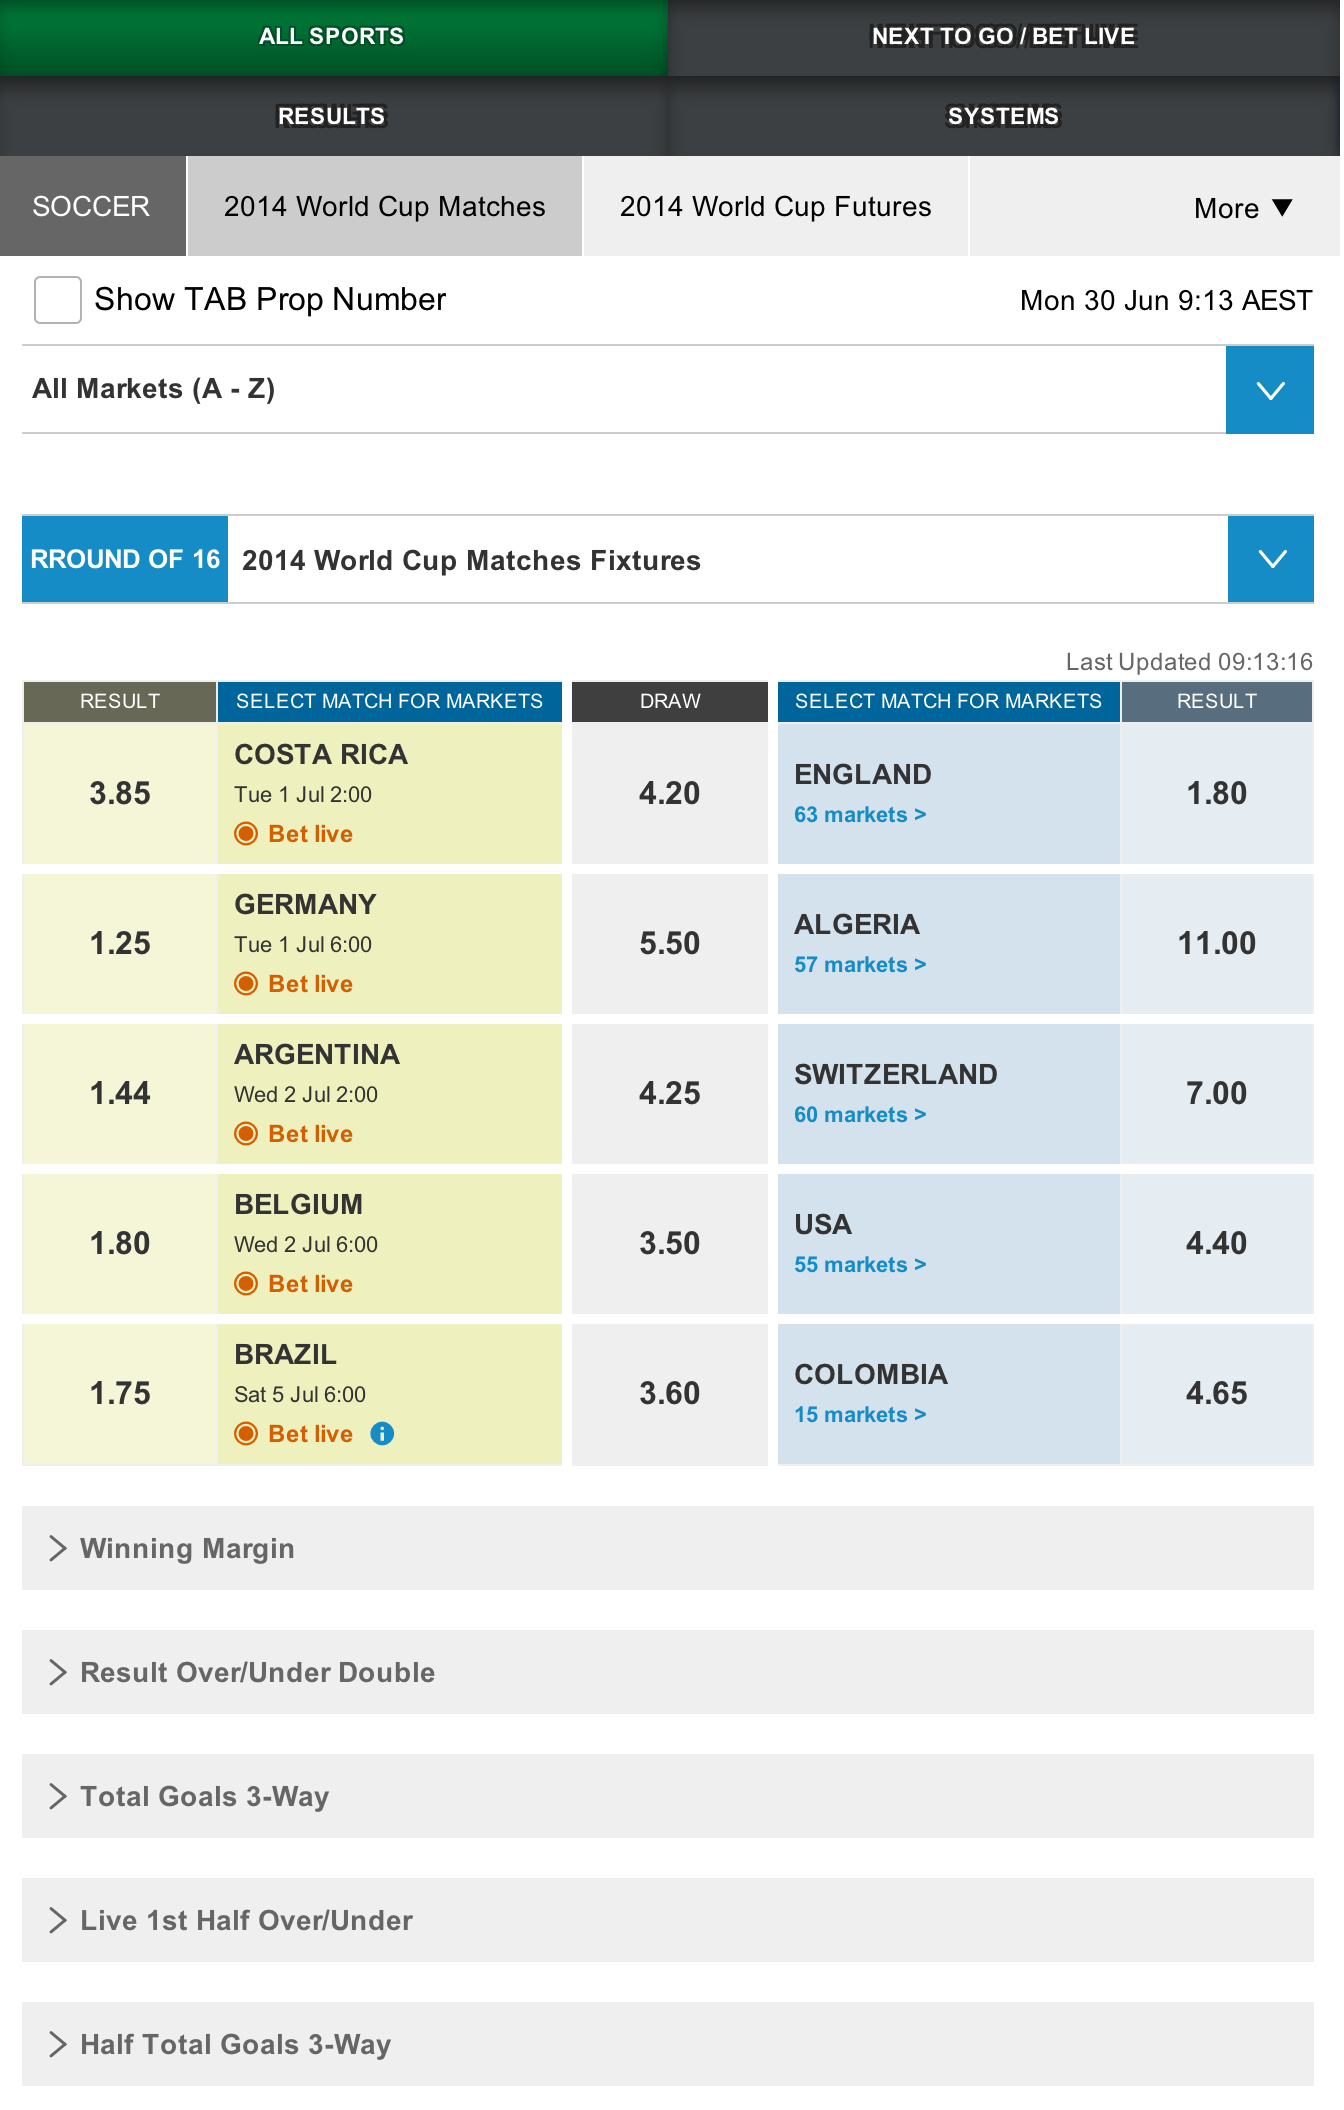 ALL SPORTS
NEXT TO GO / BET LIVE
RESULTS
SYSTEMS
SOCCER
2014 World Cup Matches
2014 World Cup Futures
More ▼
Show TAB Prop Number
Mon 30 Jun 9:13 AEST
All Markets (A - Z)
RROUND OF 16
2014 World Cup Matches Fixtures
Last Updated 09:13:16
RESULT
SELECT MATCH FOR MARKETS
DRAW
SELECT MATCH FOR MARKETS
RESULT
3.85
COSTA RICA
Tue 1 Jul 2:00
Bet live
4.20
ENGLAND
63 markets >
1.80
1.25
GERMANY
Tue 1 Jul 6:00
Bet live
5.50
ALGERIA
57 markets >
11.00
1.44
ARGENTINA
Wed 2 Jul 2:00
Bet live
4.25
SWITZERLAND
60 markets >
7.00
1.80
BELGIUM
Wed 2 Jul 6:00
Bet live
3.50
USA
55 markets >
4.40
1.75
BRAZIL
Sat 5 Jul 6:00
Bet live
3.60
COLOMBIA
15 markets >
4.65
Winning Margin
Result Over/Under Double
Total Goals 3-Way
Live 1st Half Over/Under
Half Total Goals 3-Way